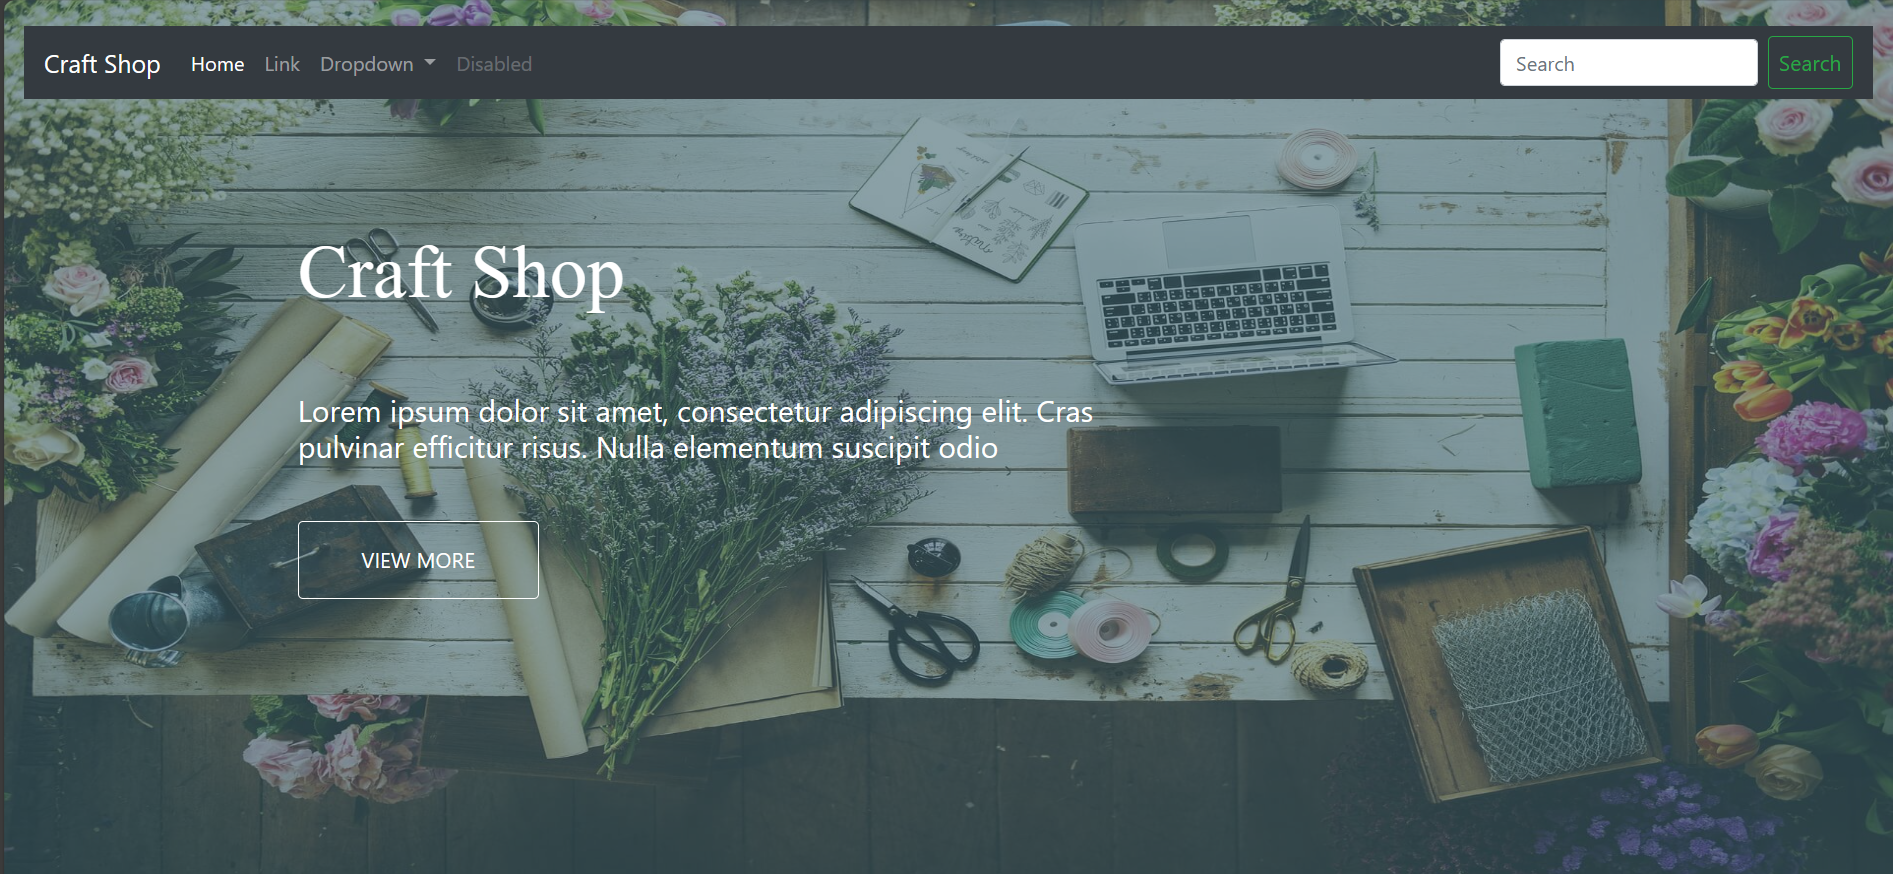 Craft Shop Home Link Dropdown Disabled Search Search
Craft Shop
Lorem ipsum dolor sit amet, consectetur adipiscing elit. Cras
pulvinar efficitur risus. Nulla elementum suscipit odio
VIEW MORE